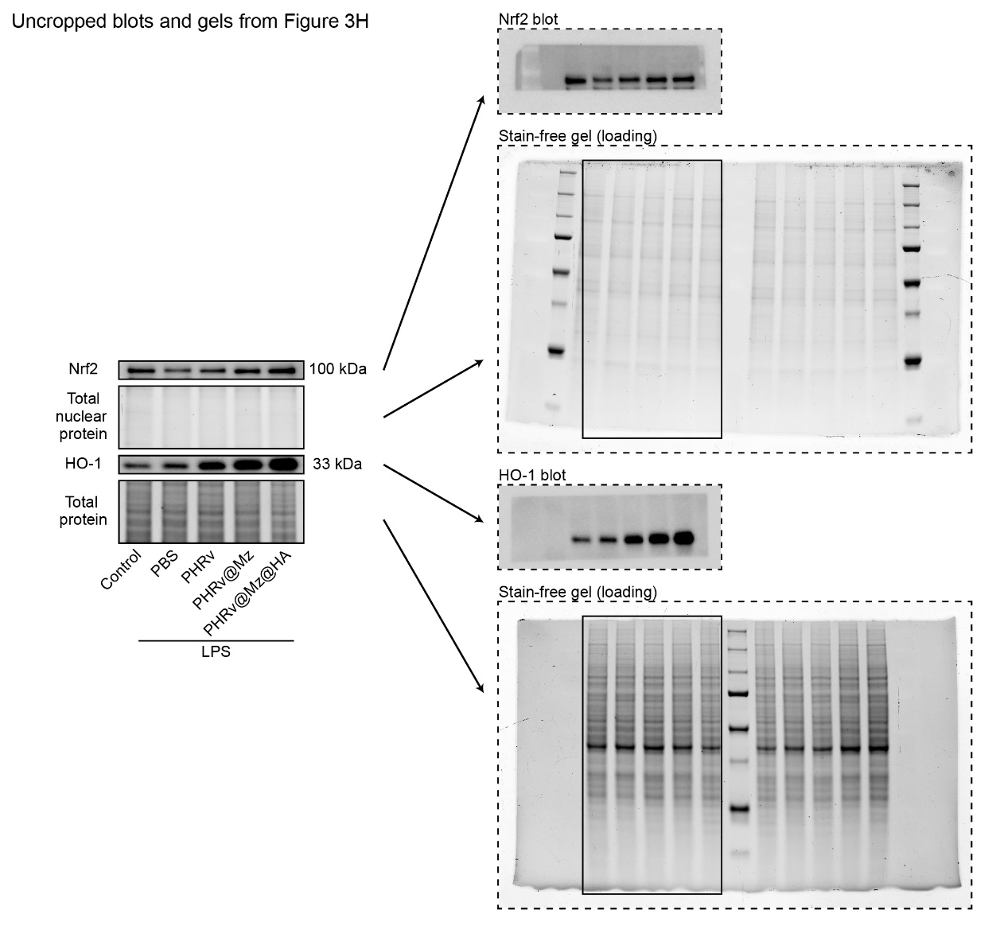 Uncropped blots and gels from Figure 3H
Nrf2 blot
Stain-free gel (loading)
Nrf2
100 kDa
Total
nuclear
protein
HO-1
33 kDa
Total
protein
Control
PBS
PHRv
PHRv@Mz
PHRv@Mz@HA
LPS
HO-1 blot
Stain-free gel (loading)